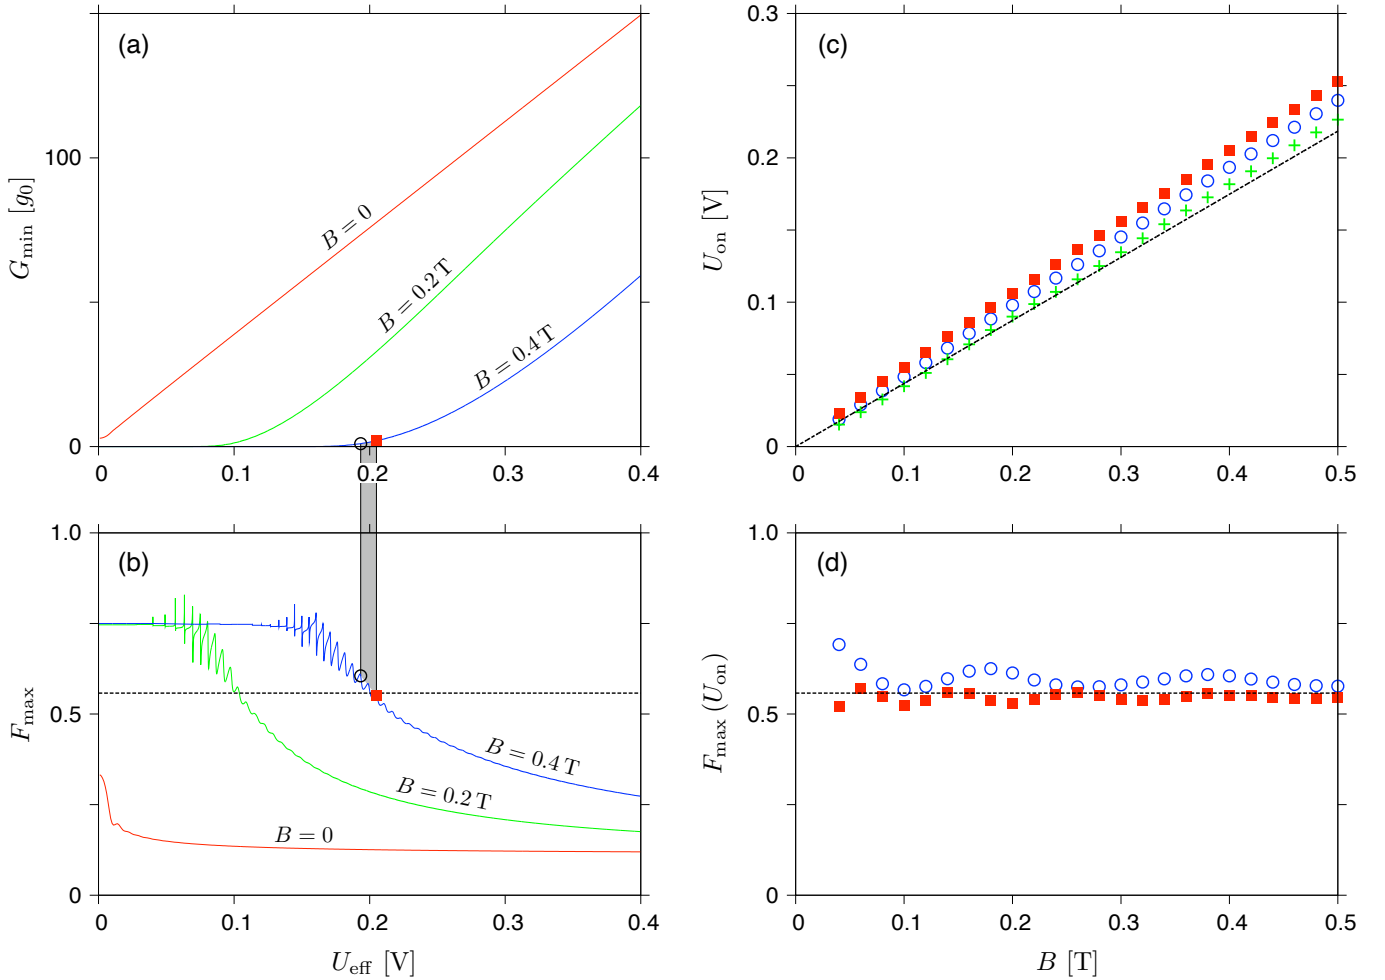 (a)
G_min [g_0]
100
0
B = 0
B = 0.2 T
B = 0.4 T
0 0.1 0.2 0.3 0.4
(b)
F_max
1.0
0.5
0
B = 0.4 T
B = 0.2 T
B = 0
0 0.1 0.2 0.3 0.4
U_eff [V]
(c)
U_on [V]
0.3
0.2
0.1
0
0 0.1 0.2 0.3 0.4 0.5
(d)
F_max (U_on)
1.0
0.5
0
0 0.1 0.2 0.3 0.4 0.5
B [T]